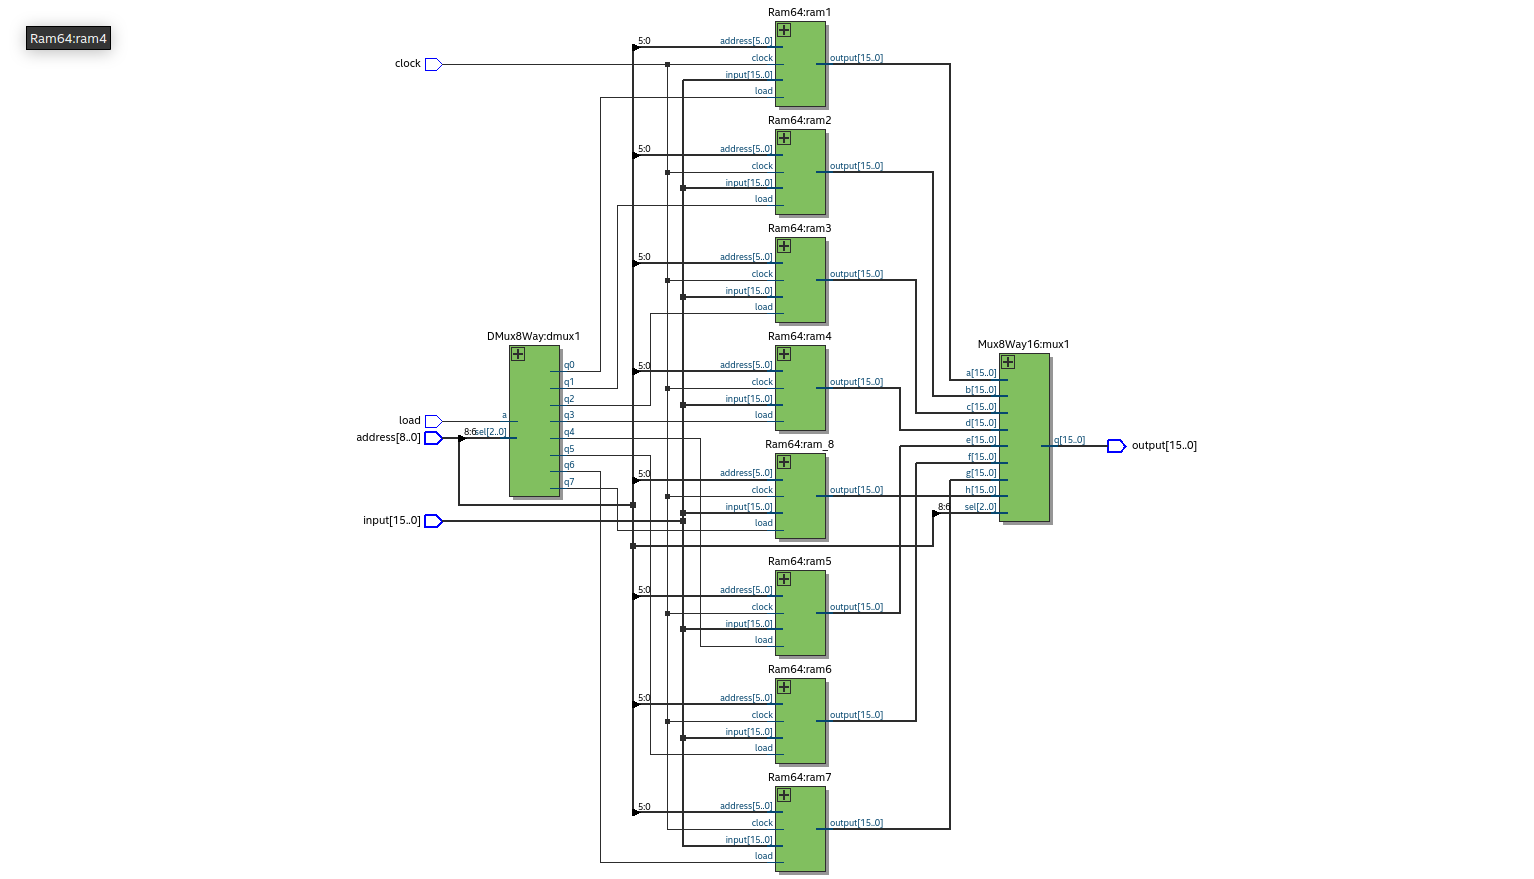 Ram64:ram4
clock
load
address[8..0]
input[15..0]
DMux8Way:dmux1
a
8:6
sel[2..0]
q0
q1
q2
q3
q4
q5
q6
q7
Ram64:ram1
5:0
address[5..0]
clock
input[15..0]
load
output[15..0]
Ram64:ram2
5:0
address[5..0]
clock
input[15..0]
load
output[15..0]
Ram64:ram3
5:0
address[5..0]
clock
input[15..0]
load
output[15..0]
Ram64:ram4
5:0
address[5..0]
clock
input[15..0]
load
output[15..0]
Ram64:ram_8
5:0
address[5..0]
clock
input[15..0]
load
output[15..0]
Ram64:ram5
5:0
address[5..0]
clock
input[15..0]
load
output[15..0]
Ram64:ram6
5:0
address[5..0]
clock
input[15..0]
load
output[15..0]
Ram64:ram7
5:0
address[5..0]
clock
input[15..0]
load
output[15..0]
Mux8Way16:mux1
a[15..0]
b[15..0]
c[15..0]
d[15..0]
e[15..0]
f[15..0]
g[15..0]
h[15..0]
8:6
sel[2..0]
q[15..0]
output[15..0]